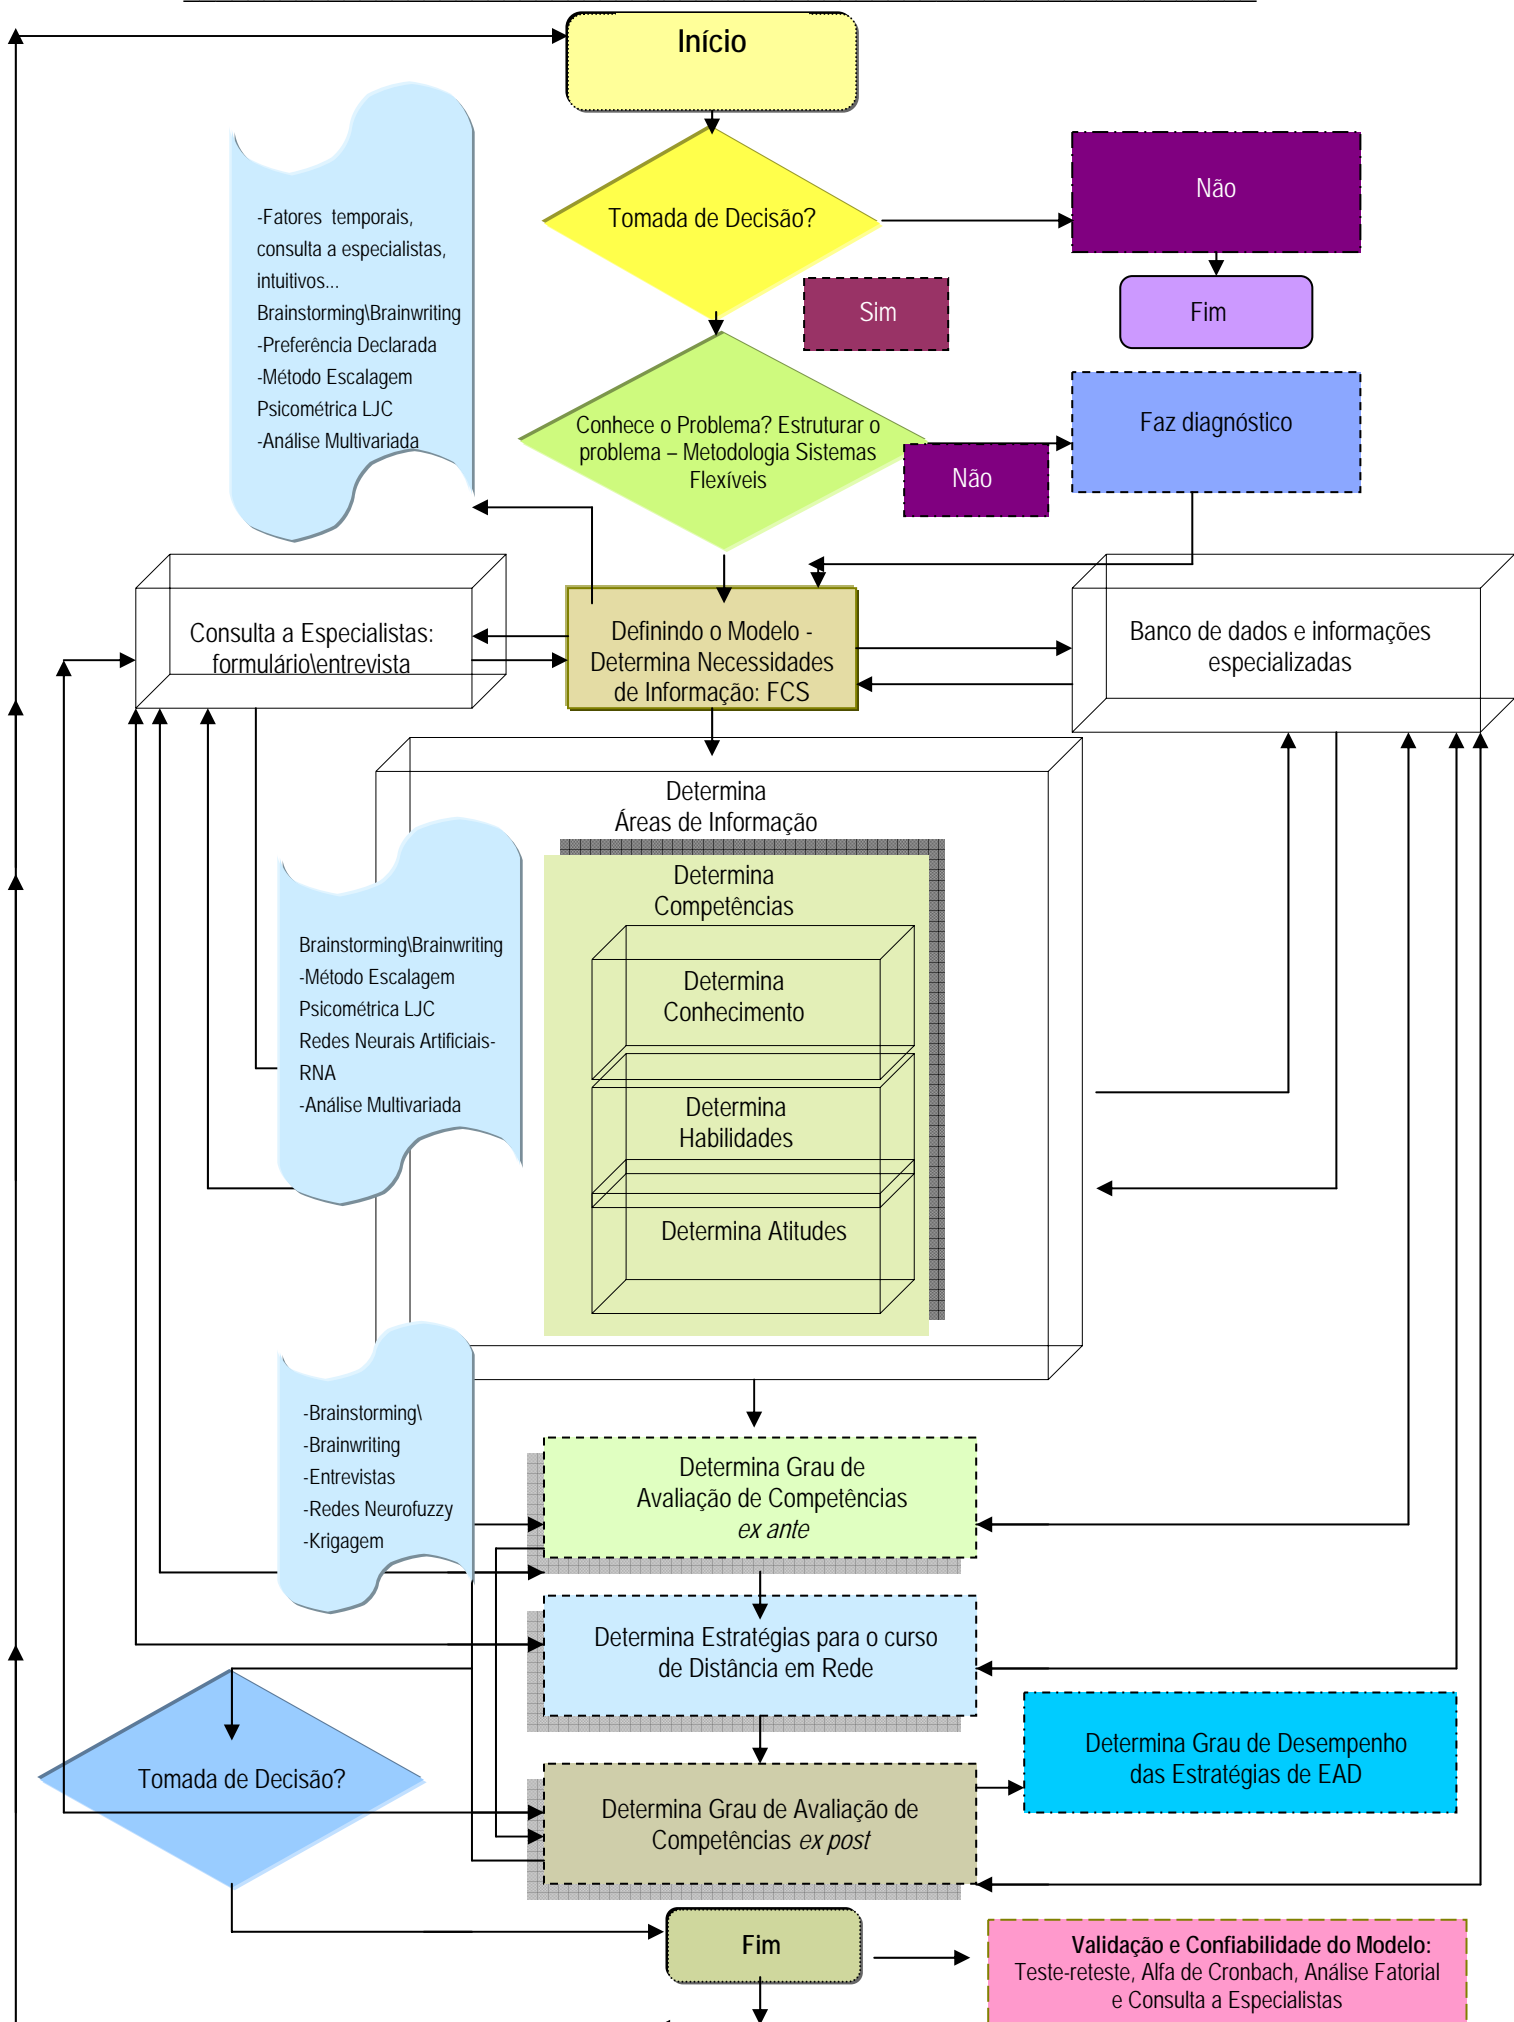 Início
Tomada de Decisão?
Não
Sim
Fim
-Fatores temporais,
consulta a especialistas,
intuitivos...
Brainstorming\Brainwriting
-Preferência Declarada
-Método Escalagem
Psicométrica LJC
-Análise Multivariada
Conhece o Problema? Estruturar o
problema – Metodologia Sistemas
Flexíveis
Não
Faz diagnóstico
Consulta a Especialistas:
formulário\entrevista
Definindo o Modelo -
Determina Necessidades
de Informação: FCS
Banco de dados e informações
especializadas
Determina
Áreas de Informação
Determina
Competências
Determina
Conhecimento
Determina
Habilidades
Determina Atitudes
Brainstorming\Brainwriting
-Método Escalagem
Psicométrica LJC
Redes Neurais Artificiais-
RNA
-Análise Multivariada
-Brainstorming\
-Brainwriting
-Entrevistas
-Redes Neurofuzzy
-Krigagem
Determina Grau de
Avaliação de Competências
ex ante
Determina Estratégias para o curso
de Distância em Rede
Tomada de Decisão?
Determina Grau de Avaliação de
Competências ex post
Determina Grau de Desempenho
das Estratégias de EAD
Fim
Validação e Confiabilidade do Modelo:
Teste-reteste, Alfa de Cronbach, Análise Fatorial
e Consulta a Especialistas